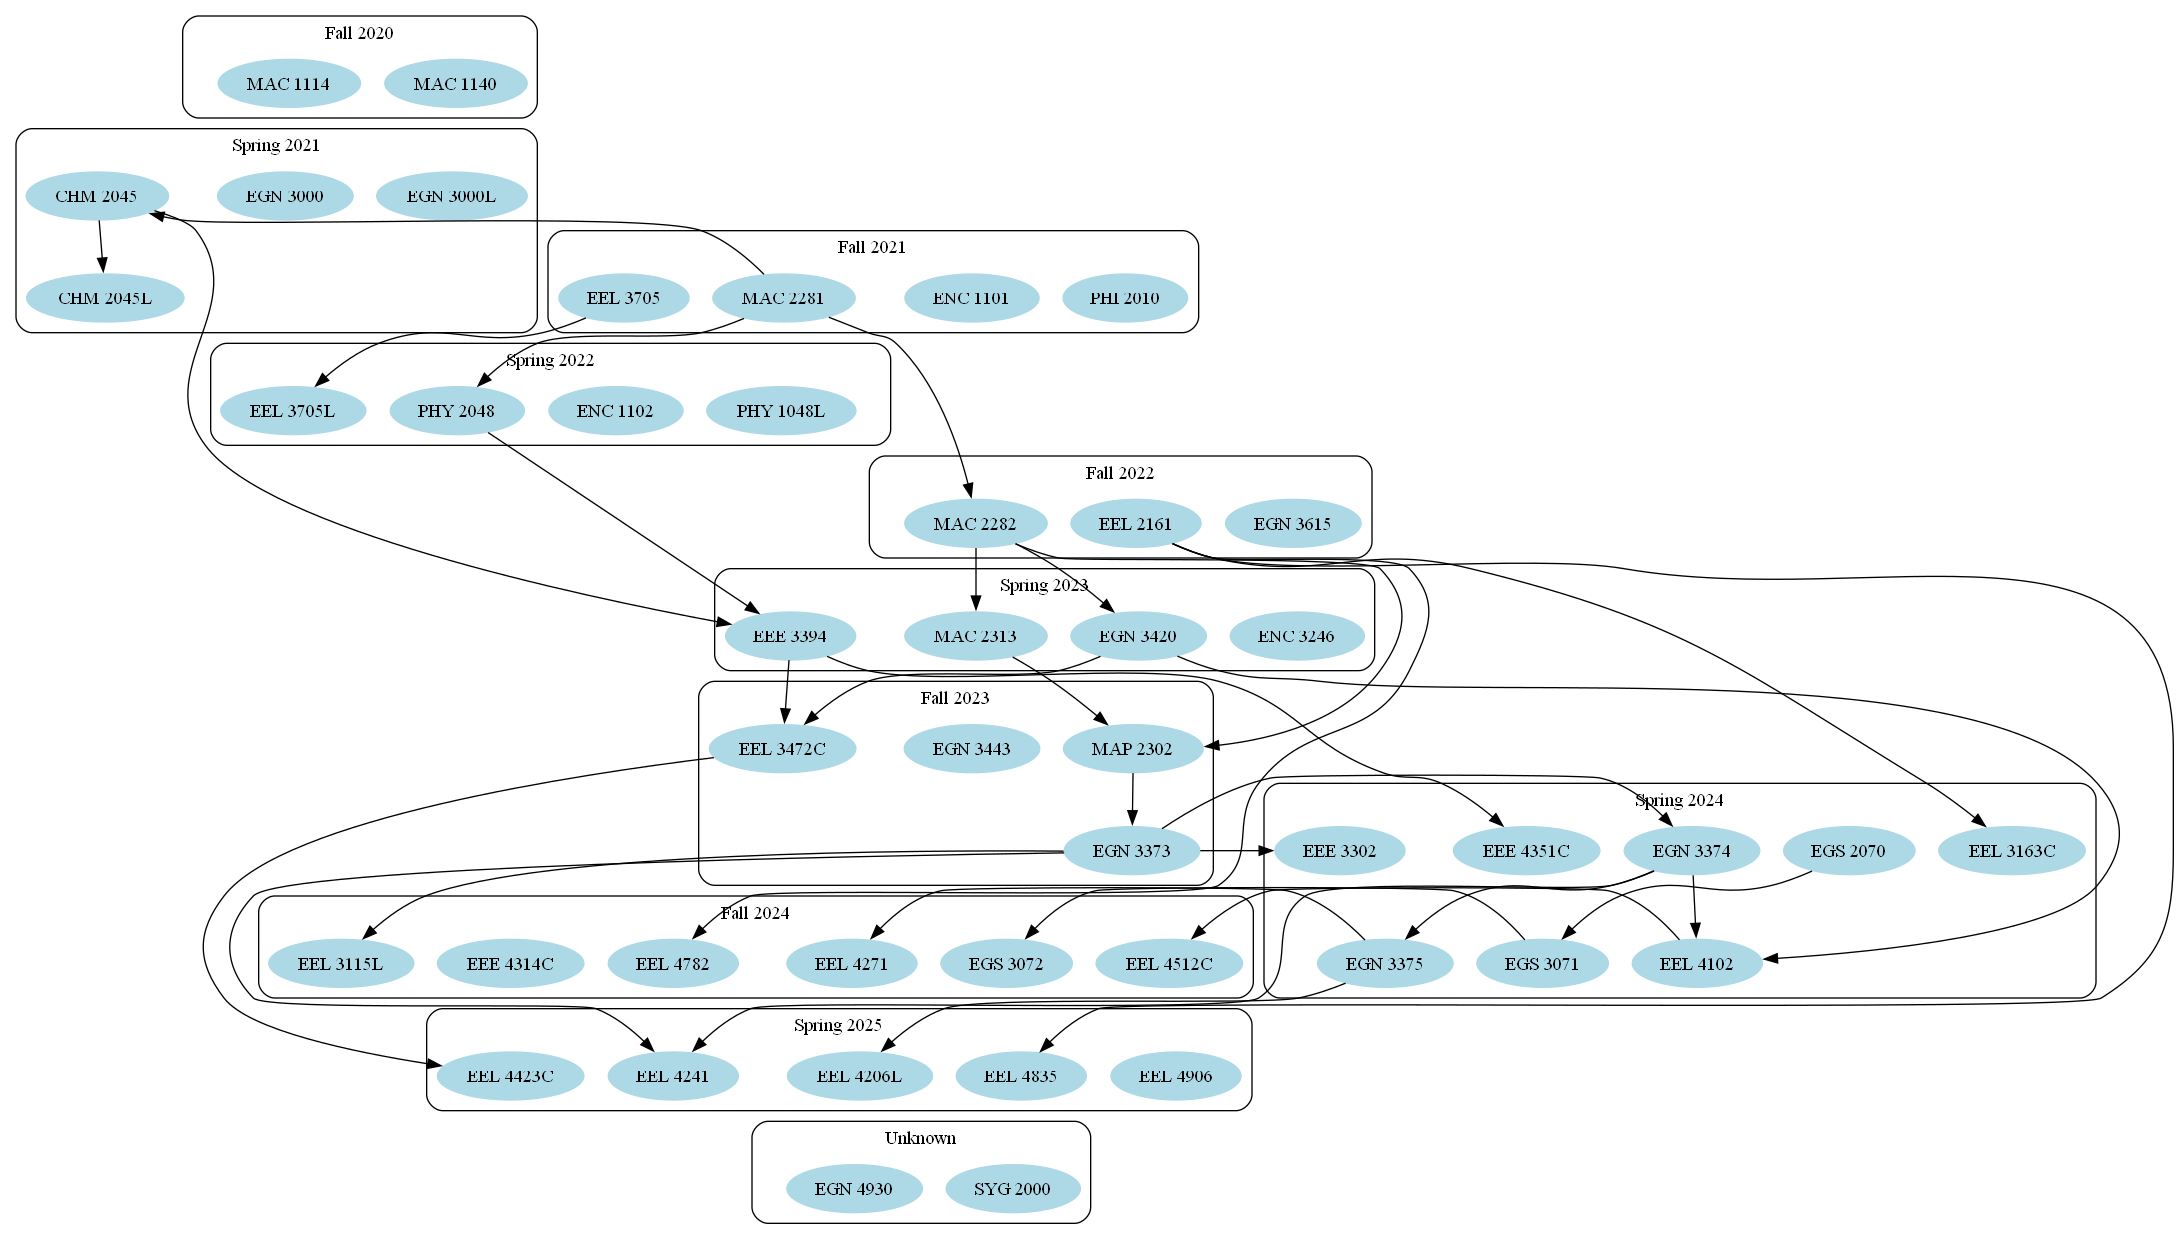 Fall 2020
MAC 1114
MAC 1140
Spring 2021
CHM 2045
EGN 3000
EGN 3000L
CHM 2045L
Fall 2021
EEL 3705
MAC 2281
ENC 1101
PHI 2010
Spring 2022
EEL 3705L
PHY 2048
ENC 1102
PHY 1048L
Fall 2022
MAC 2282
EEL 2161
EGN 3615
Spring 2023
EEE 3394
MAC 2313
EGN 3420
ENC 3246
Fall 2023
EEL 3472C
EGN 3443
MAP 2302
EGN 3373
Spring 2024
EEE 3302
EEE 4351C
EGN 3374
EGS 2070
EEL 3163C
EGN 3375
EGS 3071
EEL 4102
Fall 2024
EEL 3115L
EEE 4314C
EEL 4782
EEL 4271
EGS 3072
EEL 4512C
Spring 2025
EEL 4423C
EEL 4241
EEL 4206L
EEL 4835
EEL 4906
Unknown
EGN 4930
SYG 2000